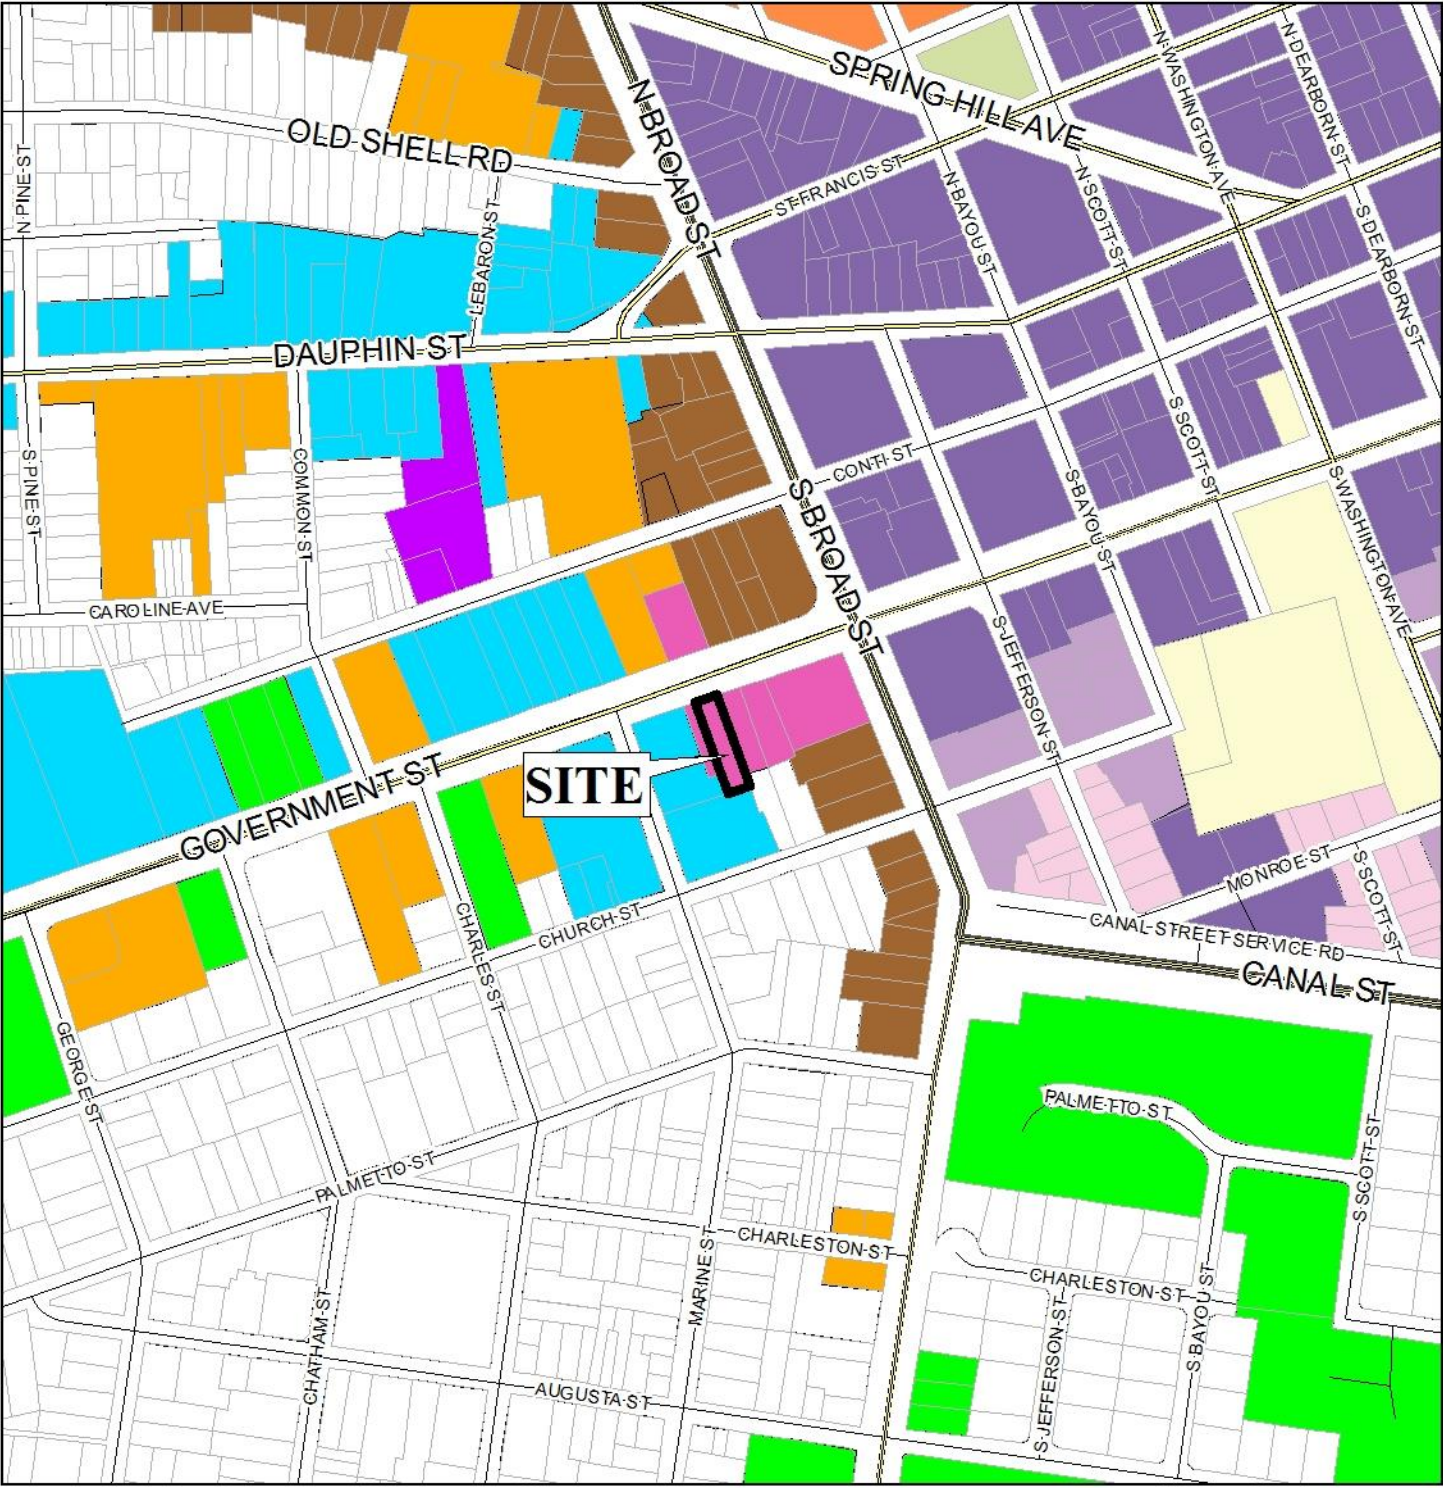 SPRING HILL AVE
N WASHINGTON AVE
N DEARBORN ST
N BROAD ST
OLD SHELL RD
N PINE ST
ST FRANCIS ST
N BAYOU ST
N SCOTT ST
S DEARBORN ST
LEBARON ST
DAUPHIN ST
S PINE ST
COMMON ST
CONTI ST
S BROAD ST
S BAYOU ST
S SCOTT ST
S WASHINGTON AVE
CAROLINE AVE
S JEFFERSON ST
GOVERNMENT ST
SITE
MONROE ST
S SCOTT ST
CHARLES ST
CHURCH ST
CANAL STREET SERVICE RD
CANAL ST
GEORGE ST
PALMETTO ST
S SCOTT ST
PALMETTO ST
CHARLESTON ST
CHARLESTON ST
MARINE ST
CHATHAM ST
S JEFFERSON ST
S BAYOU ST
AUGUSTA ST